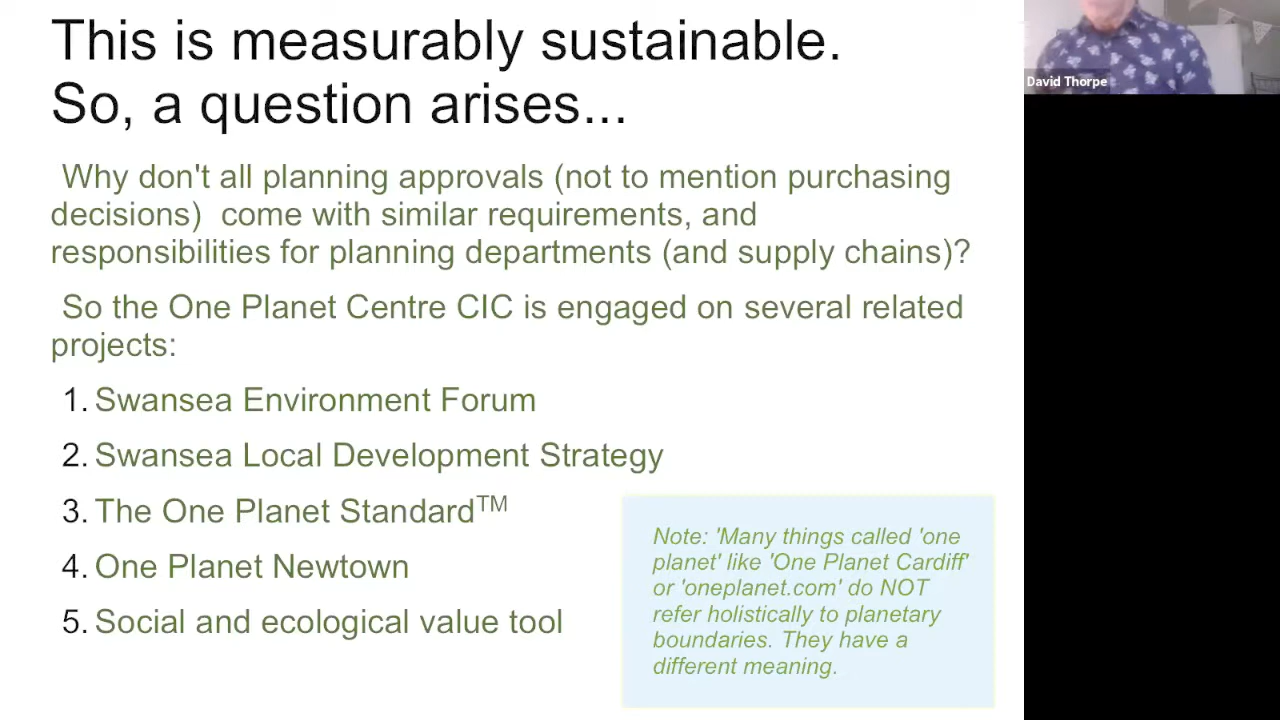 This is measurably sustainable.
So, a question arises...
Why don't all planning approvals (not to mention purchasing
decisions)  come with similar requirements, and
responsibilities for planning departments (and supply chains)?
So the One Planet Centre CIC is engaged on several related
projects:
1. Swansea Environment Forum
2. Swansea Local Development Strategy
3. The One Planet Standard™
4. One Planet Newtown
5. Social and ecological value tool
Note: 'Many things called 'one
planet' like 'One Planet Cardiff'
or 'oneplanet.com' do NOT
refer holistically to planetary
boundaries. They have a
different meaning.
David Thorpe